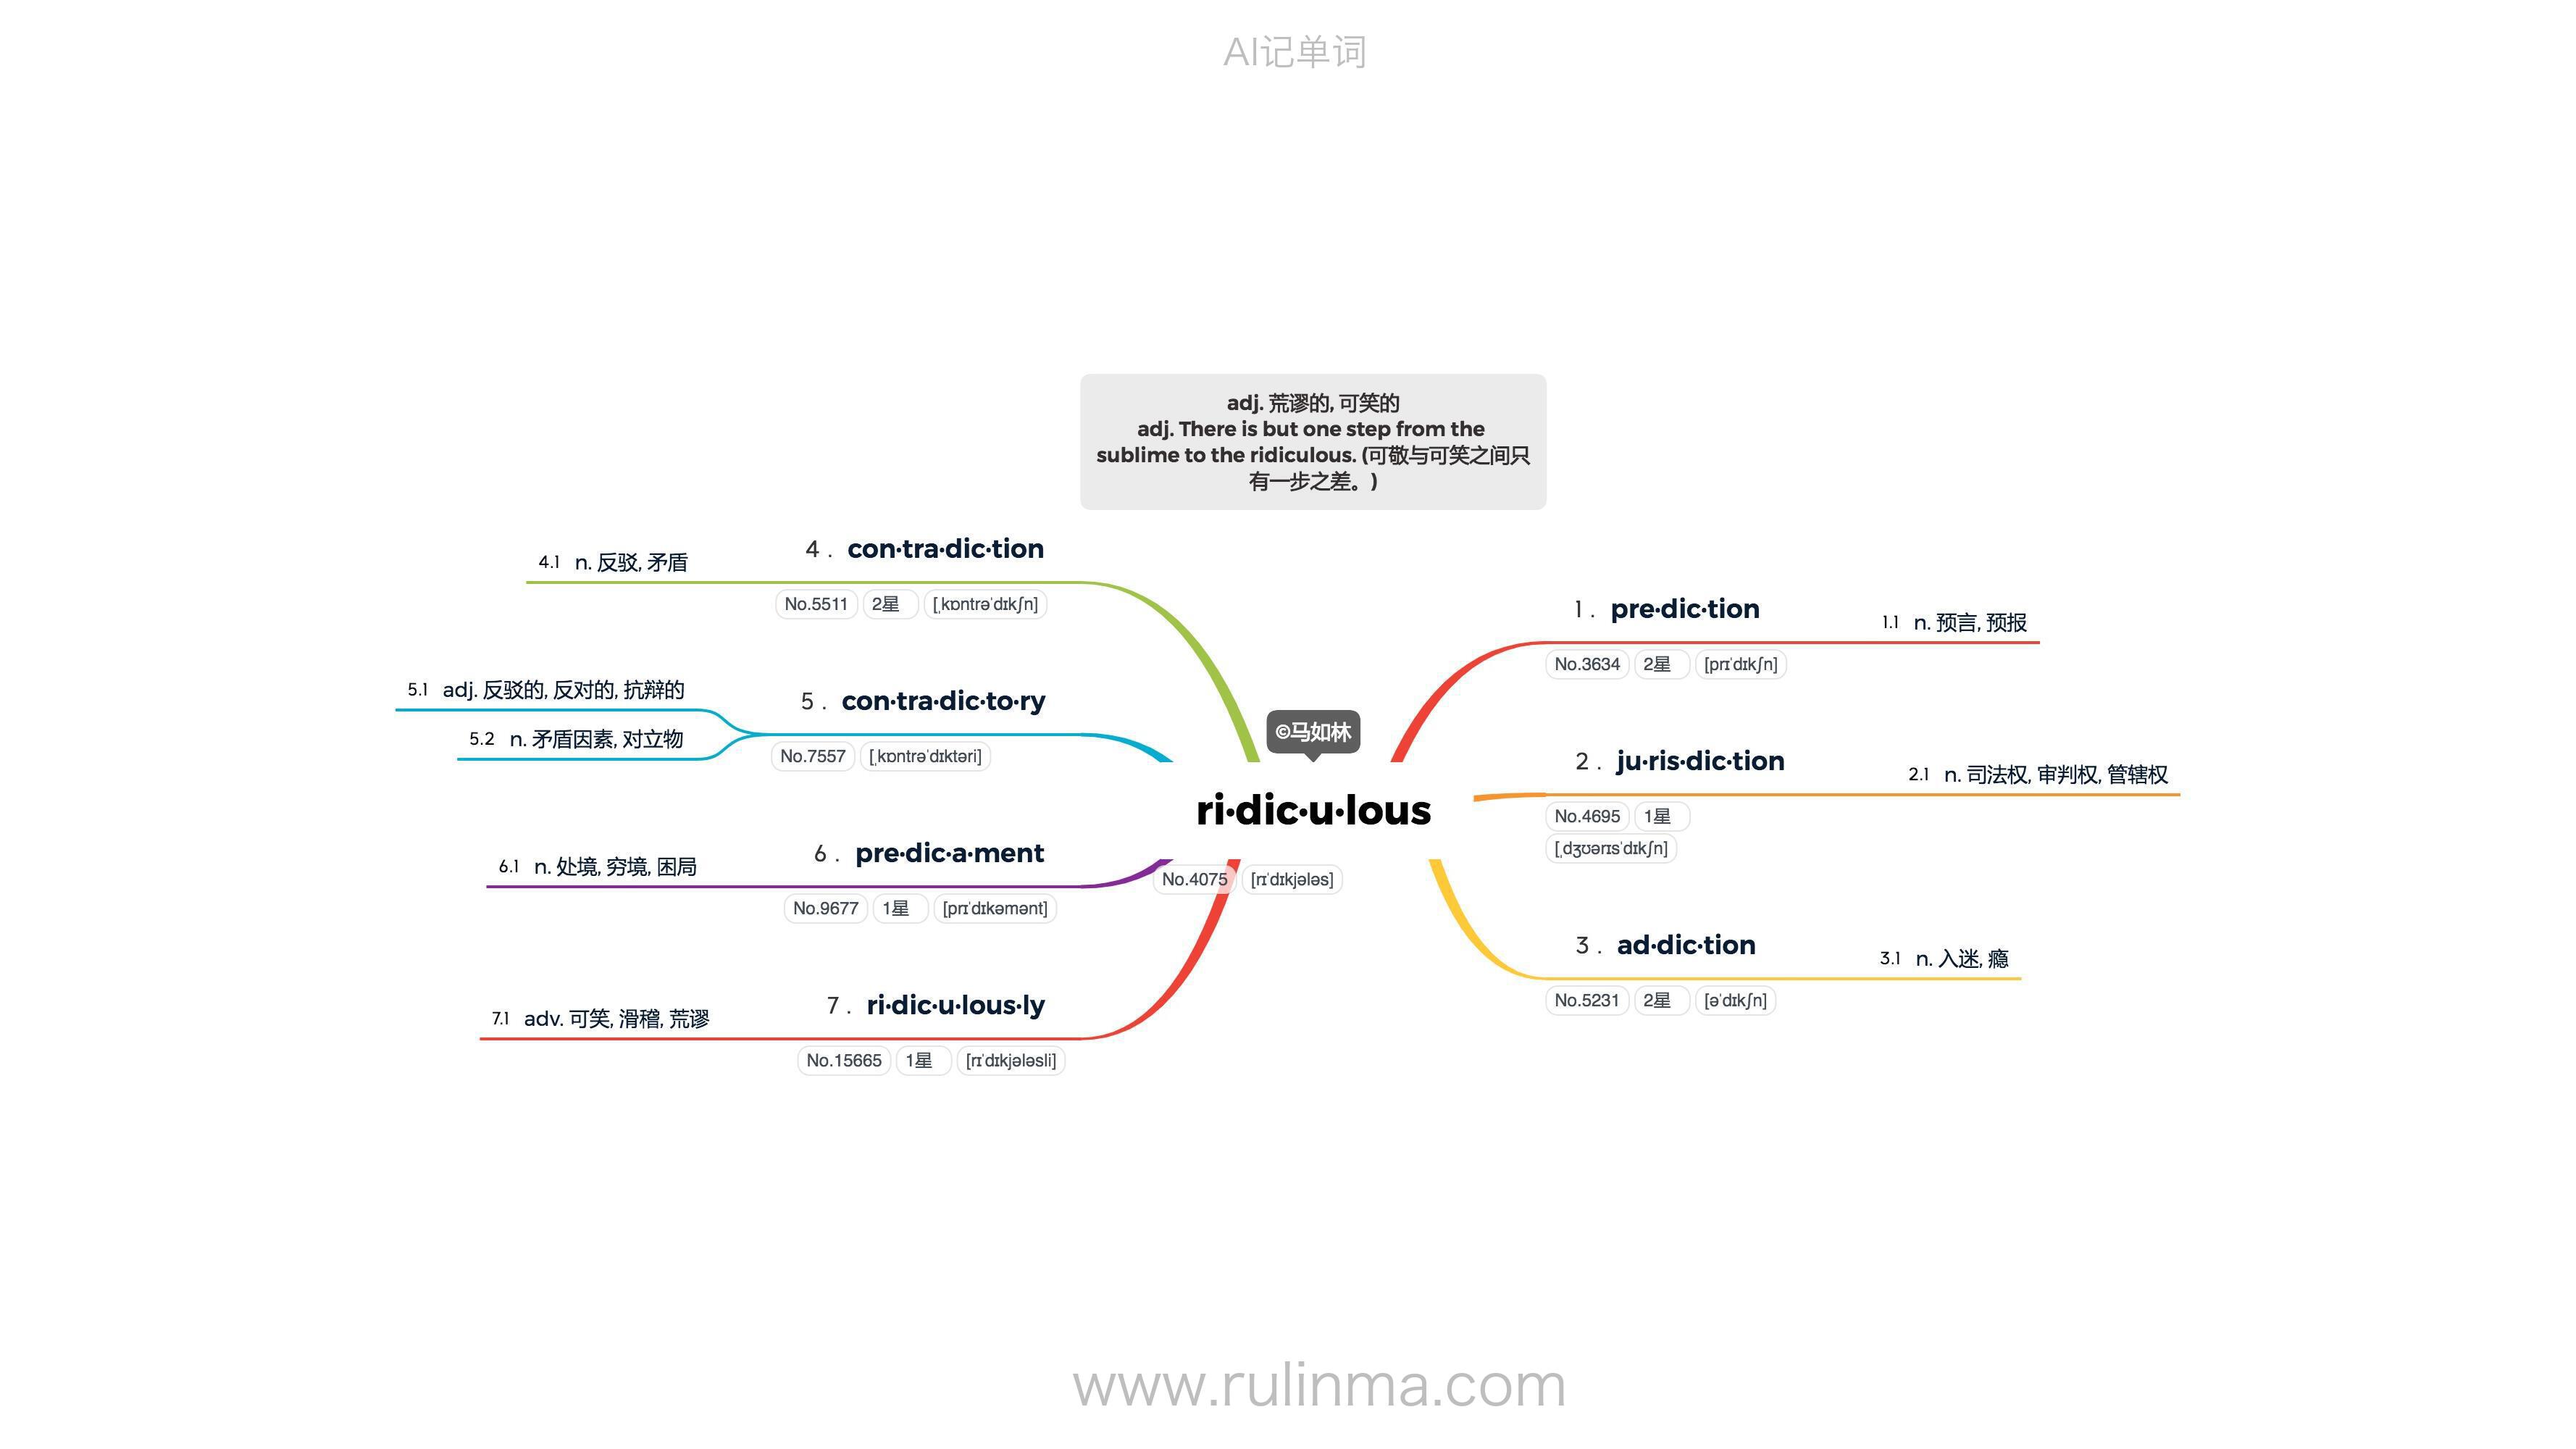 AI记单词
adj. 荒谬的, 可笑的
adj. There is but one step from the
sublime to the ridiculous. (可敬与可笑之间只
有一步之差。)
©马如林
ri·dic·u·lous
No.4075 [rɪˈdɪkjələs]
1. pre·dic·tion
No.3634 2星 [prɪˈdɪkʃn]
1.1 n. 预言, 预报
2. ju·ris·dic·tion
No.4695 1星
[ˌdʒʊərɪsˈdɪkʃn]
2.1 n. 司法权, 审判权, 管辖权
3. ad·dic·tion
No.5231 2星 [əˈdɪkʃn]
3.1 n. 入迷, 瘾
4. con·tra·dic·tion
No.5511 2星 [ˌkɒntrəˈdɪkʃn]
4.1 n. 反驳, 矛盾
5. con·tra·dic·to·ry
No.7557 [ˌkɒntrəˈdɪktəri]
5.1 adj. 反驳的, 反对的, 抗辩的
5.2 n. 矛盾因素, 对立物
6. pre·dic·a·ment
No.9677 1星 [prɪˈdɪkəmənt]
6.1 n. 处境, 穷境, 困局
7. ri·dic·u·lous·ly
No.15665 1星 [rɪˈdɪkjələsli]
7.1 adv. 可笑, 滑稽, 荒谬
www.rulinma.com